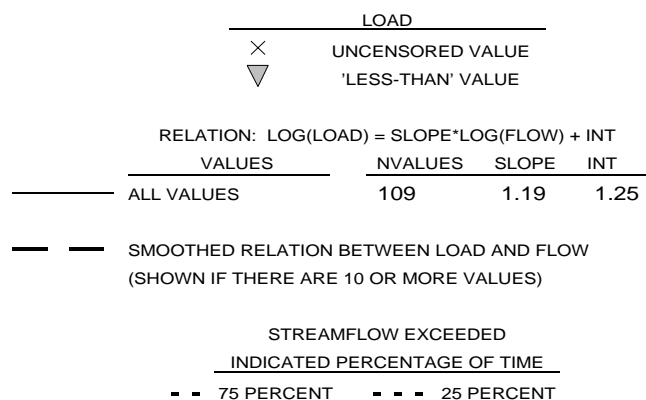 LOAD
UNCENSORED VALUE
'LESS-THAN' VALUE
RELATION: LOG(LOAD) = SLOPE*LOG(FLOW) + INT
VALUES NVALUES SLOPE INT
ALL VALUES 109 1.19 1.25
SMOOTHED RELATION BETWEEN LOAD AND FLOW
(SHOWN IF THERE ARE 10 OR MORE VALUES)
STREAMFLOW EXCEEDED
INDICATED PERCENTAGE OF TIME
75 PERCENT 25 PERCENT